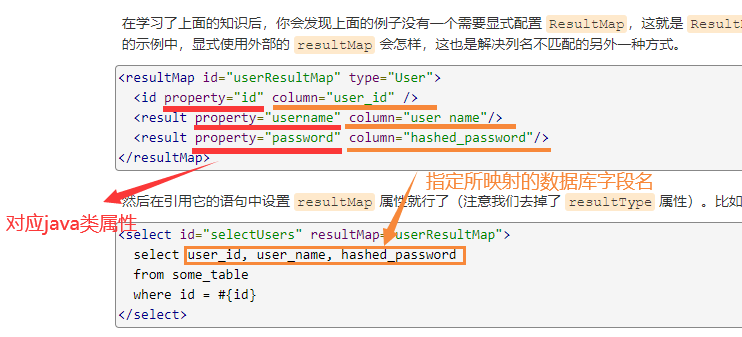 在学习了上面的知识后，你会发现上面的例子没有一个需要显式配置 ResultMap，这就是 Result
的示例中，显式使用外部的 resultMap 会怎样，这也是解决列名不匹配的另外一种方式。
<resultMap id="userResultMap" type="User">
<id property="id" column="user_id" />
<result property="username" column="user_name"/>
<result property="password" column="hashed_password"/>
</resultMap>
指定所映射的数据库字段名
然后在引用它的语句中设置 resultMap 属性就行了（注意我们去掉了 resultType 属性）。比如
对应java类属性
<select id="selectUsers" resultMap="userResultMap">
select user_id, user_name, hashed_password
from some_table
where id = #{id}
</select>